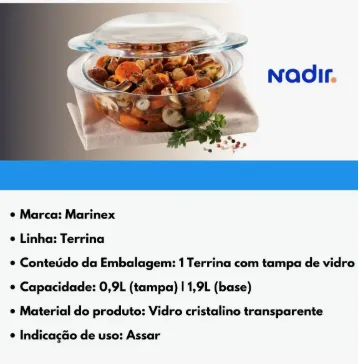 Nadir.
• Marca: Marinex
• Linha: Terrina
• Conteúdo da Embalagem: 1 Terrina com tampa de vidro
• Capacidade: 0,9L (tampa) | 1,9L (base)
• Material do produto: Vidro cristalino transparente
• Indicação de uso: Assar